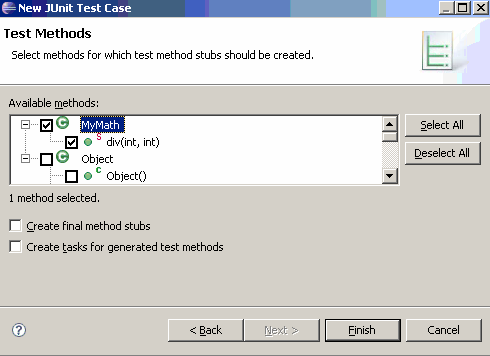 New JUnit Test Case
Test Methods
Select methods for which test method stubs should be created.
Available methods:
C MyMath
S div(int, int)
C Object
C Object()
Select All
Deselect All
1 method selected.
Create final method stubs
Create tasks for generated test methods
? < Back Next > Finish Cancel